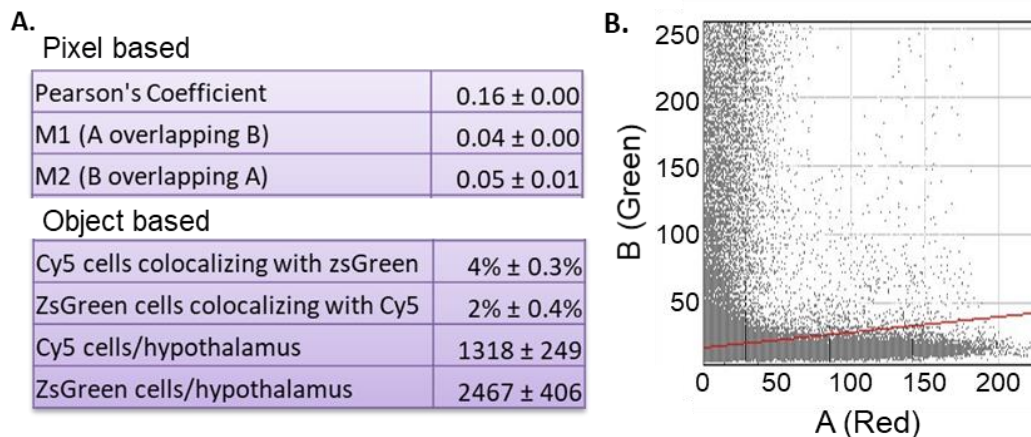 A.
Pixel based
Pearson's Coefficient 0.16 ± 0.00
M1 (A overlapping B) 0.04 ± 0.00
M2 (B overlapping A) 0.05 ± 0.01
Object based
Cy5 cells colocalizing with zsGreen 4% ± 0.3%
ZsGreen cells colocalizing with Cy5 2% ± 0.4%
Cy5 cells/hypothalamus 1318 ± 249
ZsGreen cells/hypothalamus 2467 ± 406
B.
250
200
150
100
50
B (Green)
0 50 100 150 200
A (Red)